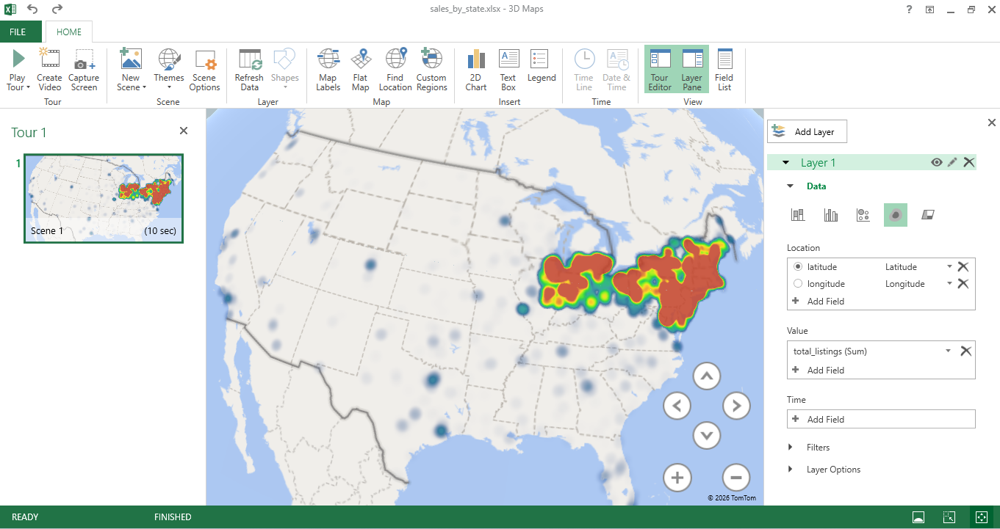 sales_by_state.xlsx - 3D Maps
?
FILE
HOME
Play Tour
Create Video
Capture Screen
Tour
New Scene
Themes
Scene Options
Scene
Refresh Data
Shapes
Layer
Map Labels
Flat Map
Find Location
Custom Regions
Map
2D Chart
Text Box
Legend
Insert
Time Line
Date & Time
Time
Tour Editor
Layer Pane
Field List
View
Tour 1
1
Scene 1
(10 sec)
© 2026 TomTom
Add Layer
Layer 1
Data
Location
latitude Latitude
longitude Longitude
Add Field
Value
total_listings (Sum)
Add Field
Time
Add Field
Filters
Layer Options
READY
FINISHED